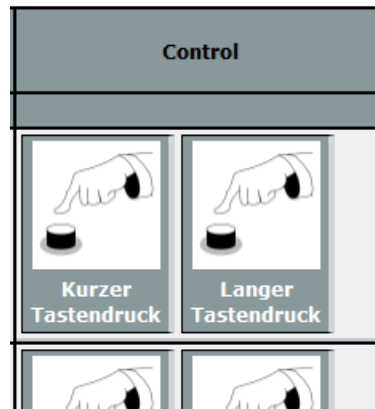 Control
Kurzer
Tastendruck
Langer
Tastendruck